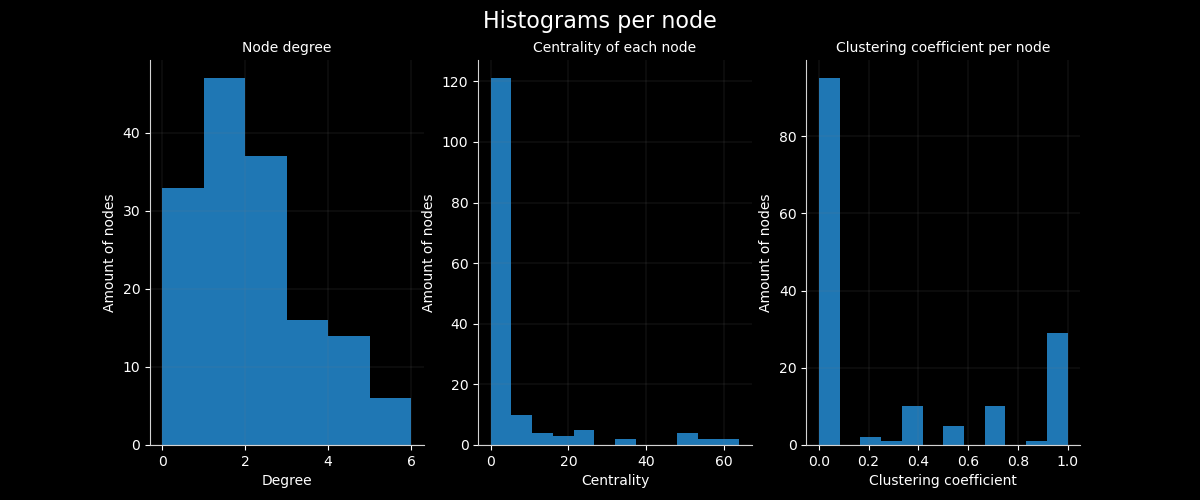 Histograms per node
Node degree
Amount of nodes
40
30
20
10
0
0 2 4 6
Degree
Centrality of each node
Amount of nodes
120
100
80
60
40
20
0
0 20 40 60
Centrality
Clustering coefficient per node
Amount of nodes
80
60
40
20
0
0.0 0.2 0.4 0.6 0.8 1.0
Clustering coefficient